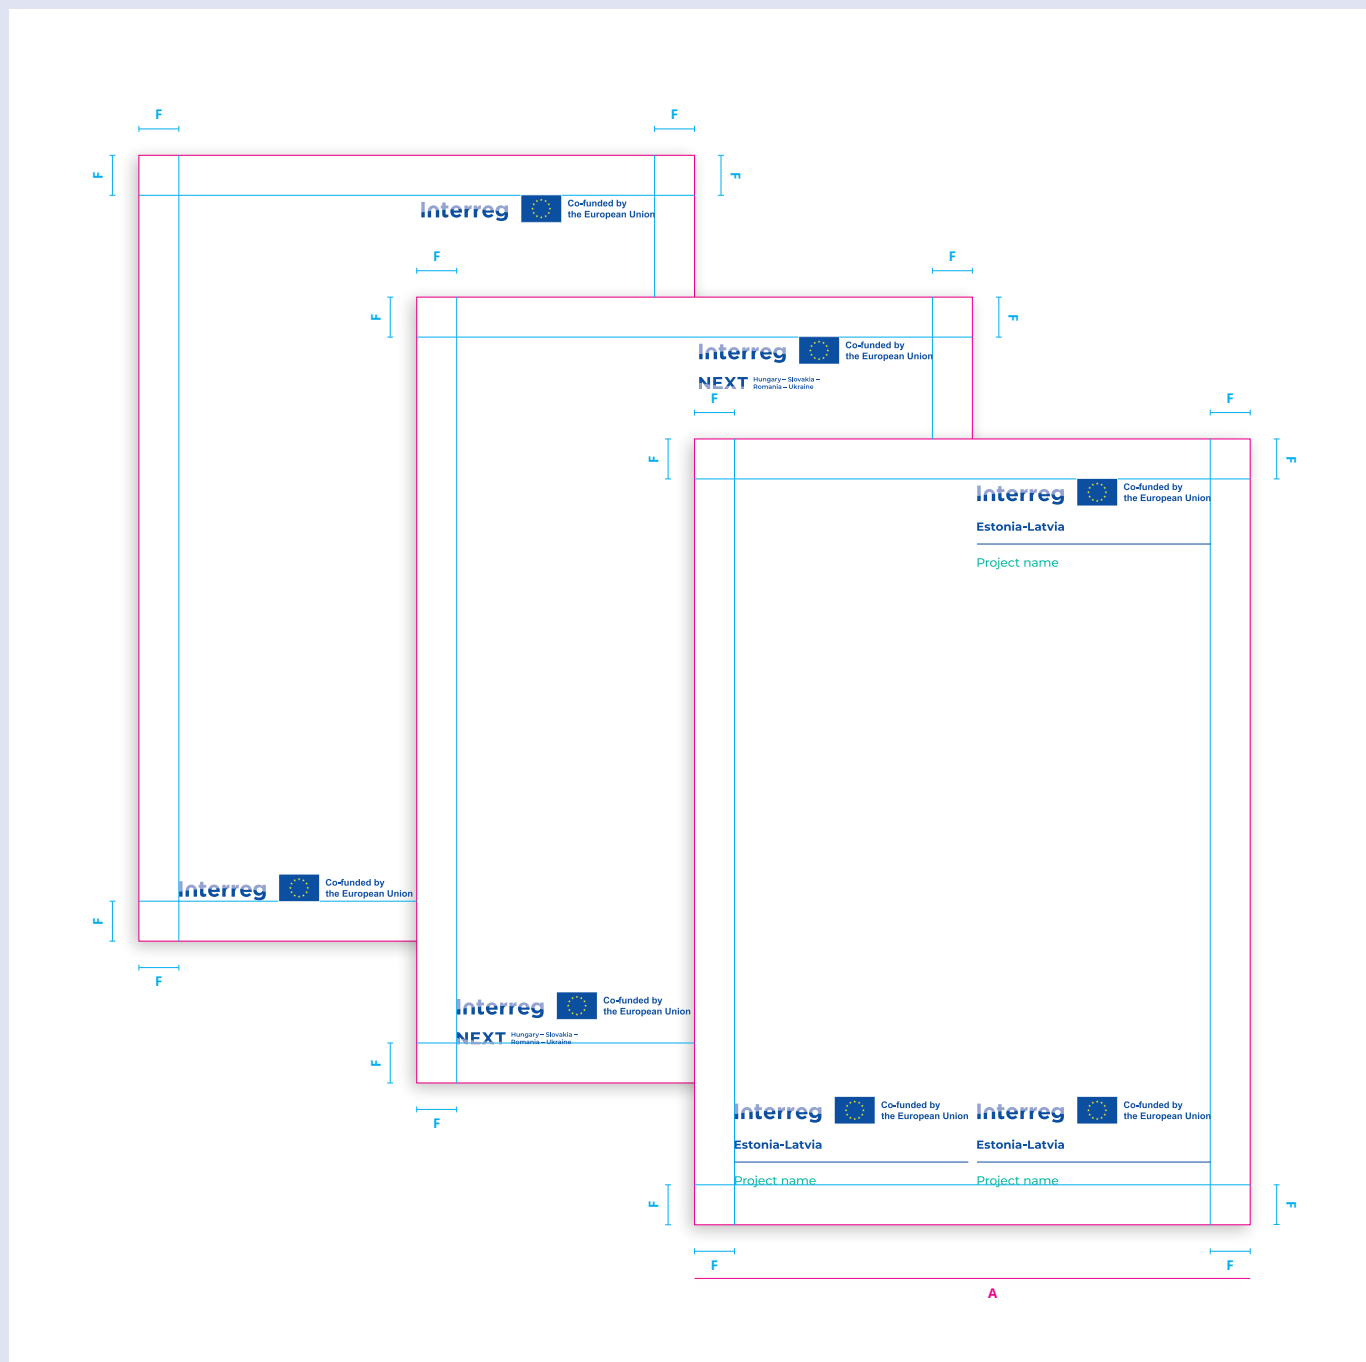 F
F
F
F
Interreg
Co-funded by
the European Union
F
F
F
F
Interreg
Co-funded by
the European Union
NEXT
Hungary – Slovakia –
Romania – Ukraine
F
F
F
F
Interreg
Co-funded by
the European Union
Estonia-Latvia
Project name
Interreg
Co-funded by
the European Union
F
F
Interreg
Co-funded by
the European Union
NEXT
Hungary – Slovakia –
Romania – Ukraine
F
F
Interreg
Co-funded by
the European Union
Estonia-Latvia
Project name
Interreg
Co-funded by
the European Union
Estonia-Latvia
Project name
F
F
F
F
A